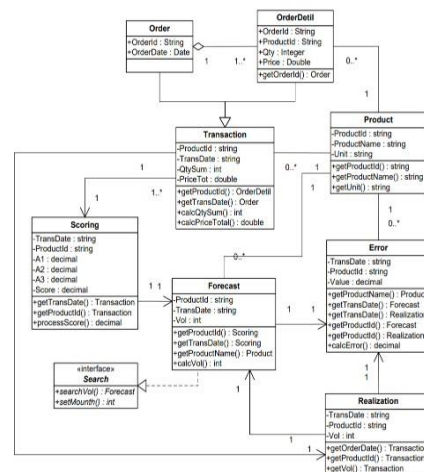 Order
+OrderId : String
+OrderDate : Date
OrderDetil
+OrderId : String
+ProductId : String
+Qty : Integer
+Price : Double
+getOrderId() : Order
1
1..*
0..*
1
Product
-ProductId : string
-ProductName : string
-Unit : string
+getProductId() : string
+getProductName() : string
+getUnit() : string
Transaction
-ProductId : string
-TransDate : string
-QtySum : int
-PriceTot : double
+getProductId() : OrderDetil
+getTransDate() : Order
+calcQtySum() : int
+calcPriceTotal() : double
1
1
1..*
0..*
1
1
1
0..*
Scoring
-TransDate : string
-ProductId : string
-A1 : decimal
-A2 : decimal
-A3 : decimal
-Score : decimal
+getTransDate() : Transaction
+getProductId() : Transaction
+processScore() : decimal
1
1
0..*
Forecast
-ProductId : string
-TransDate : string
-Vol : int
+getProductId() : Scoring
+getTransDate() : Scoring
+getProductName() : Product
+calcVol() : int
1
1
Error
-TransDate : string
-ProductId : string
-Value : decimal
+getProductName() : Product
+getTransDate() : Forecast
+getTransDate() : Realization
+getProductId() : Forecast
+getProductId() : Realization
+calcError() : decimal
1
1
«interface»
Search
+searchVol() : Forecast
+setMounth() : int
1
1
1
Realization
-TransDate : string
-ProductId : string
-Vol : int
+getOrderDate() : Transaction
+getProductId() : Transaction
+getVol() : Transaction